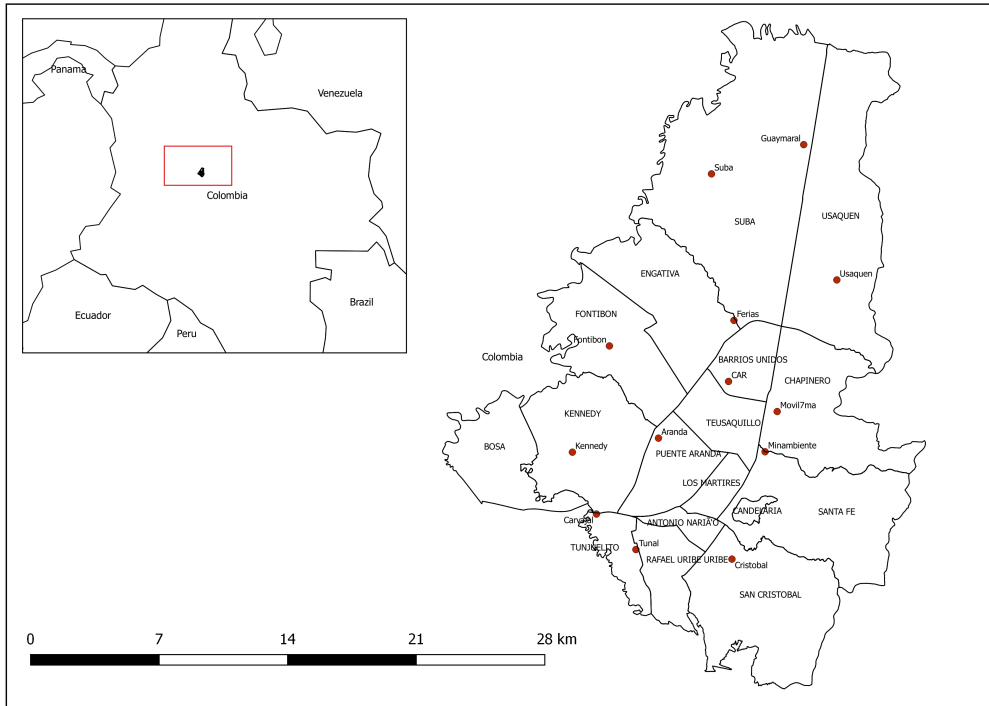 Panama
Venezuela
Colombia
Ecuador
Peru
Brazil
Guaymaral
Suba
SUBA
USAQUEN
Usaquen
ENGATIVA
FONTIBON
Ferias
Fontibon
Colombia
BARRIOS UNIDOS
CAR
CHAPINERO
KENNEDY
Movil7ma
TEUSAQUILLO
Aranda
BOSA
Kennedy
PUENTE ARANDA
Minambiente
LOS MARTIRES
CANDELARIA
SANTA FE
Carvajal
ANTONIO NARIA'O
TUNJUELITO
Tunal
RAFAEL URIBE URIBE
Cristobal
SAN CRISTOBAL
0 7 14 21 28 km